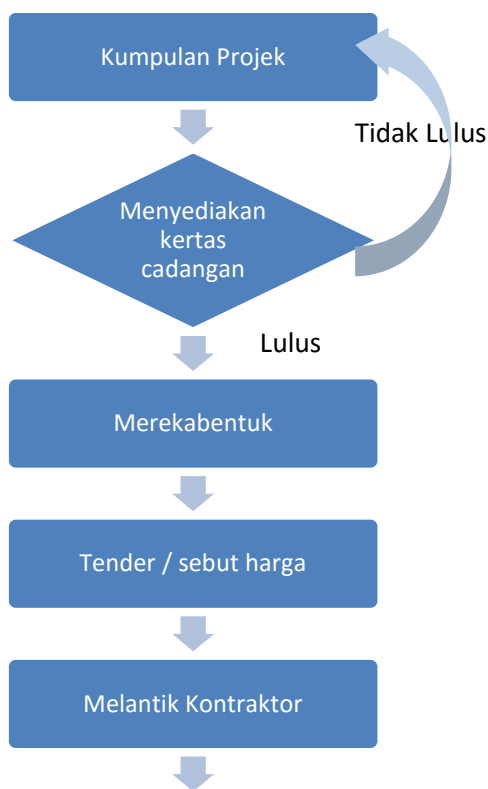 Kumpulan Projek
Tidak Lulus
Menyediakan
kertas
cadangan
Lulus
Merekabentuk
Tender / sebut harga
Melantik Kontraktor